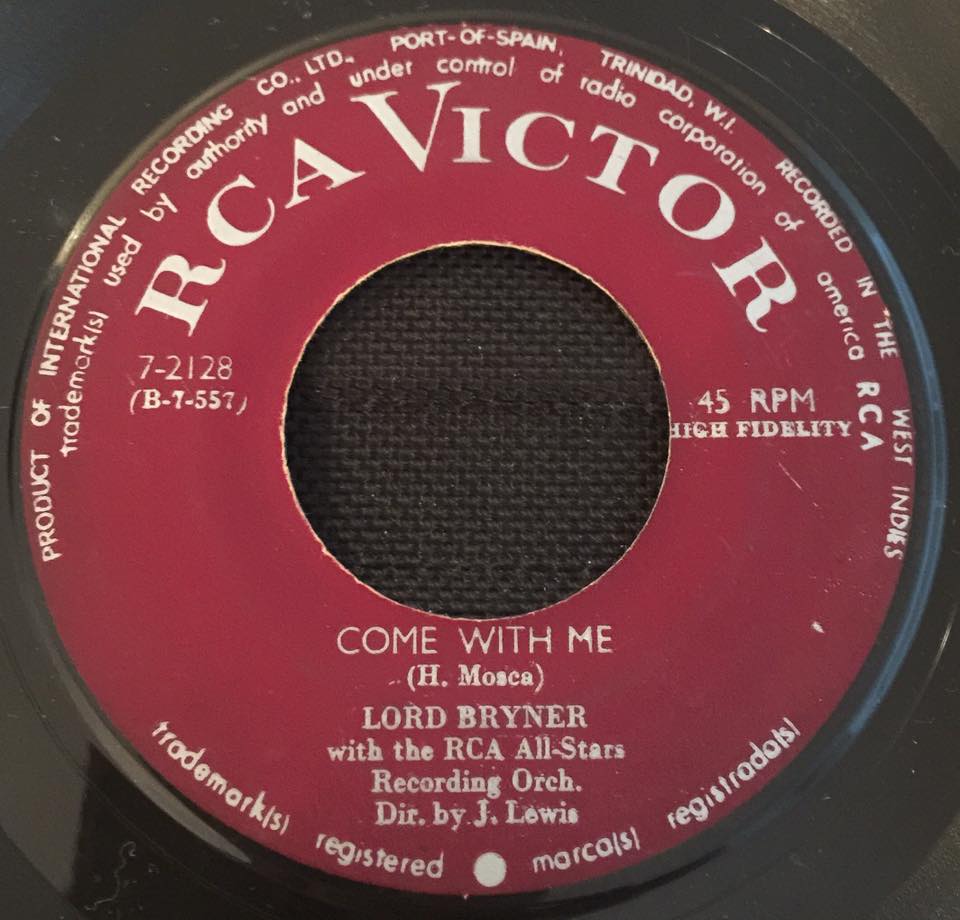 PRODUCT OF INTERNATIONAL RECORDING CO., LTD. PORT-OF-SPAIN, TRINIDAD, W.I. RECORDED IN THE WEST INDIES
trademark(s) used by authority and under control of radio corporation of america RCA
RCA VICTOR
7-2128
(B-7-557)
45 RPM
HIGH FIDELITY
COME WITH ME
(H. Mosca)
LORD BRYNER
with the RCA All-Stars
Recording Orch.
Dir. by J. Lewis
trademark(s) registered marca(s) registrada(s)